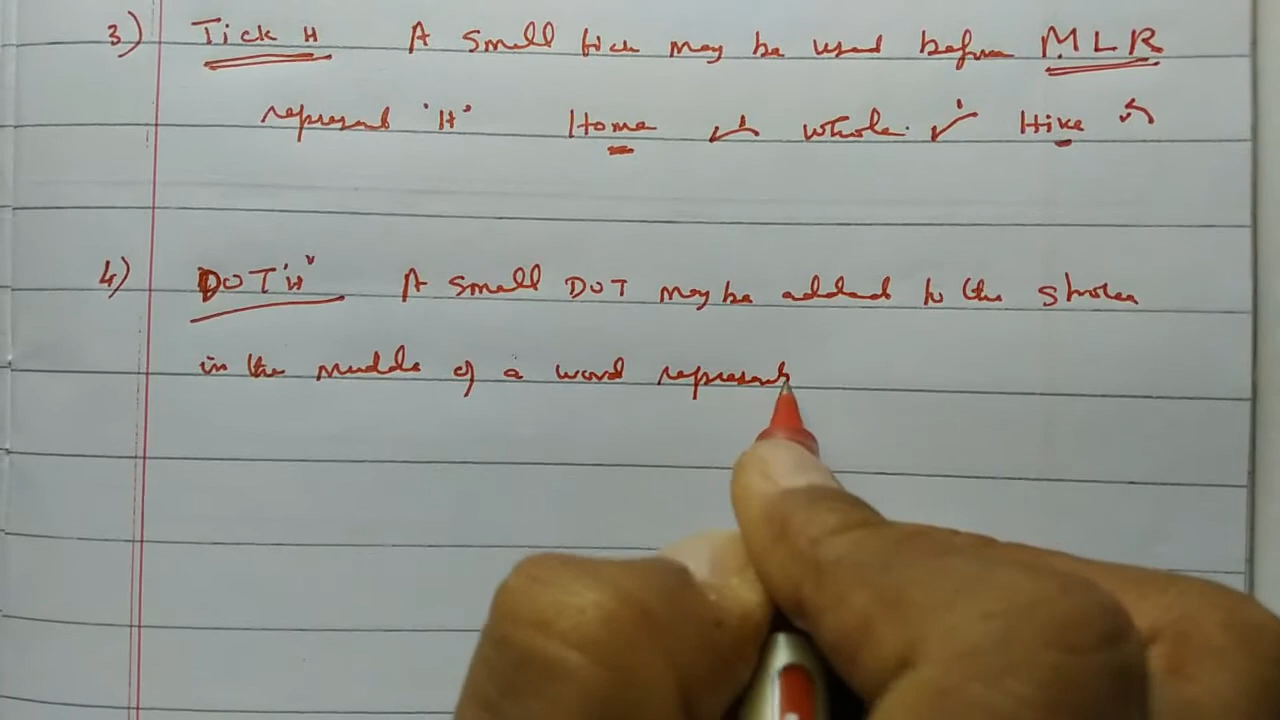 3) Tick H A small tick may be used before MLR
represent 'H' Home whole Hike
4) DOT 'H' A small DOT may be added to the stroke
in the middle of a word represent